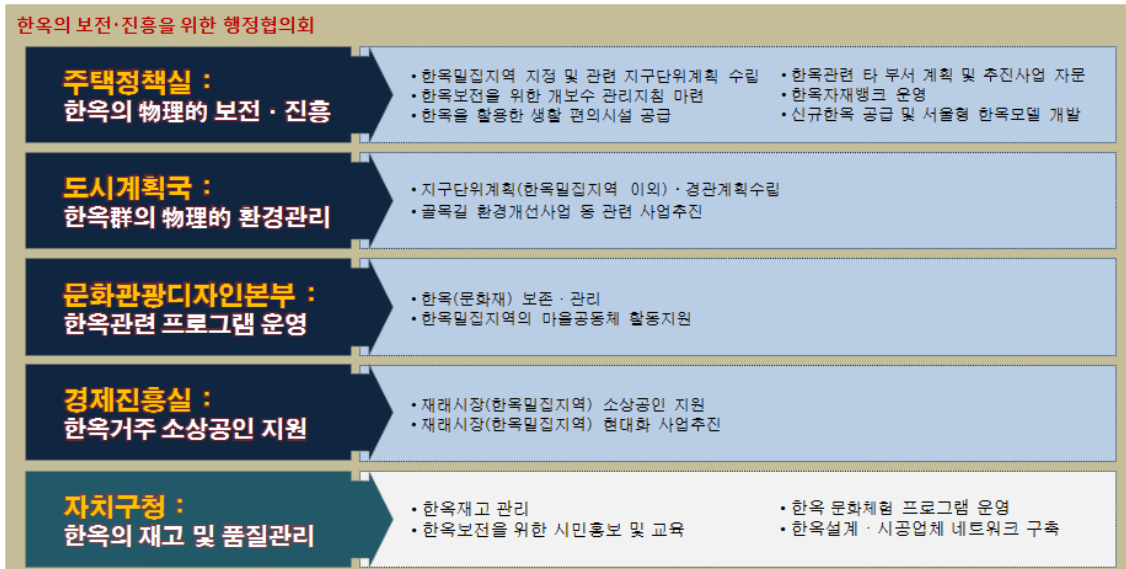 한옥의 보전·진흥을 위한 행정협의회
주택정책실 :
한옥의 物理的 보전 · 진흥
• 한옥밀집지역 지정 및 관련 지구단위계획 수립
• 한옥보전을 위한 개보수 관리지침 마련
• 한옥을 활용한 생활 편의시설 공급
• 한옥관련 타 부서 계획 및 추진사업 자문
• 한옥자재뱅크 운영
• 신규한옥 공급 및 서울형 한옥모델 개발
도시계획국 :
한옥群의 物理的 환경관리
• 지구단위계획(한옥밀집지역 이외) · 경관계획수립
• 골목길 환경개선사업 등 관련 사업추진
문화관광디자인본부 :
한옥관련 프로그램 운영
• 한옥(문화재) 보존 · 관리
• 한옥밀집지역의 마을공동체 활동지원
경제진흥실 :
한옥거주 소상공인 지원
• 재래시장(한옥밀집지역) 소상공인 지원
• 재래시장(한옥밀집지역) 현대화 사업추진
자치구청 :
한옥의 재고 및 품질관리
• 한옥재고 관리
• 한옥보전을 위한 시민홍보 및 교육
• 한옥 문화체험 프로그램 운영
• 한옥설계 · 시공업체 네트워크 구축